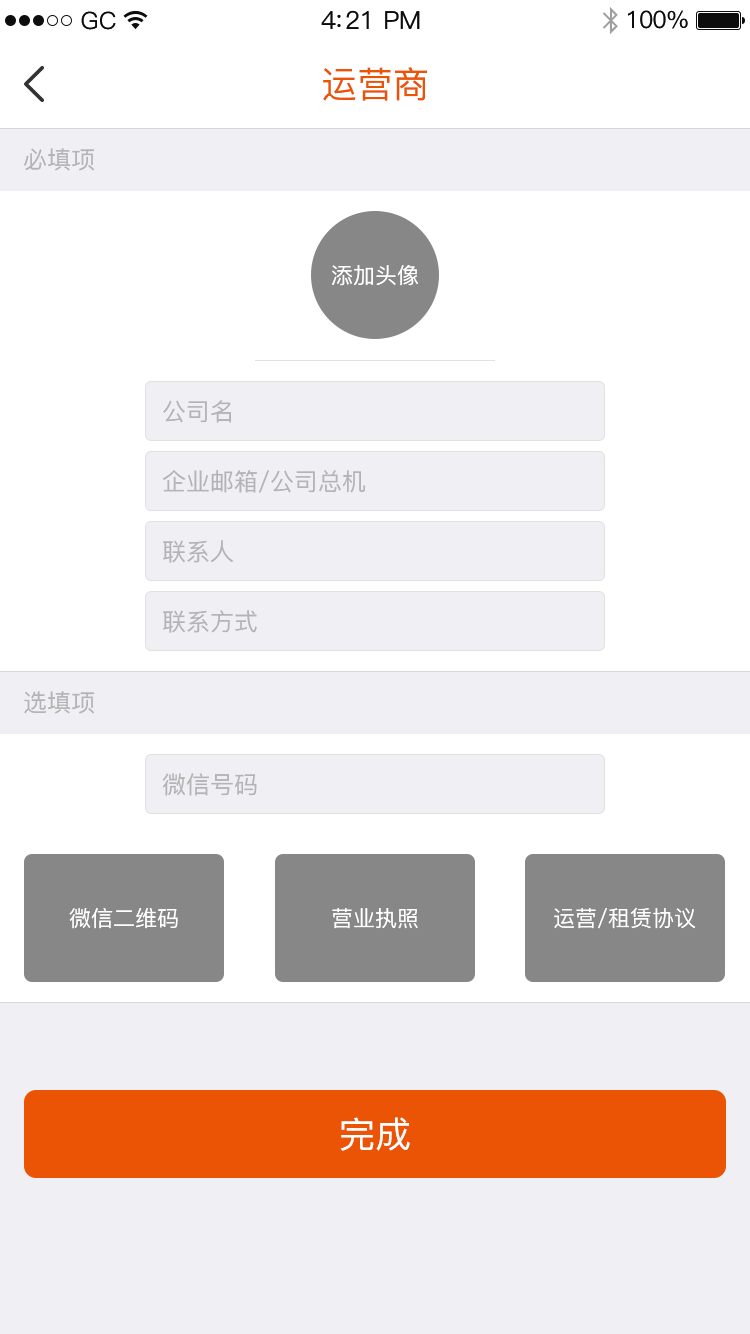 GC 4:21 PM 100%
运营商
必填项
添加头像
公司名
企业邮箱/公司总机
联系人
联系方式
选填项
微信号码
微信二维码 营业执照 运营/租赁协议
完成